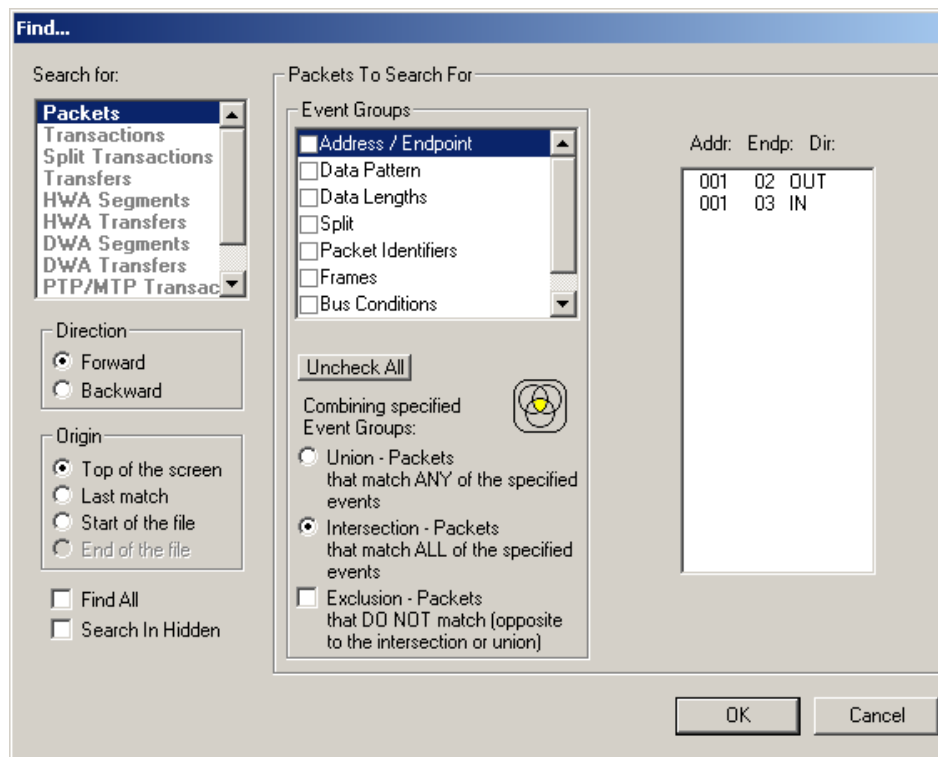 Find...
Search for:
Packets
Transactions
Split Transactions
Transfers
HWA Segments
HWA Transfers
DWA Segments
DWA Transfers
PTP/MTP Transac
Direction
Forward
Backward
Origin
Top of the screen
Last match
Start of the file
End of the file
Find All
Search In Hidden
Packets To Search For
Event Groups
Address / Endpoint
Data Pattern
Data Lengths
Split
Packet Identifiers
Frames
Bus Conditions
Uncheck All
Combining specified
Event Groups:
Union - Packets
that match ANY of the specified
events
Intersection - Packets
that match ALL of the specified
events
Exclusion - Packets
that DO NOT match (opposite
to the intersection or union)
Addr: Endp: Dir:
001 02 OUT
001 03 IN
OK
Cancel